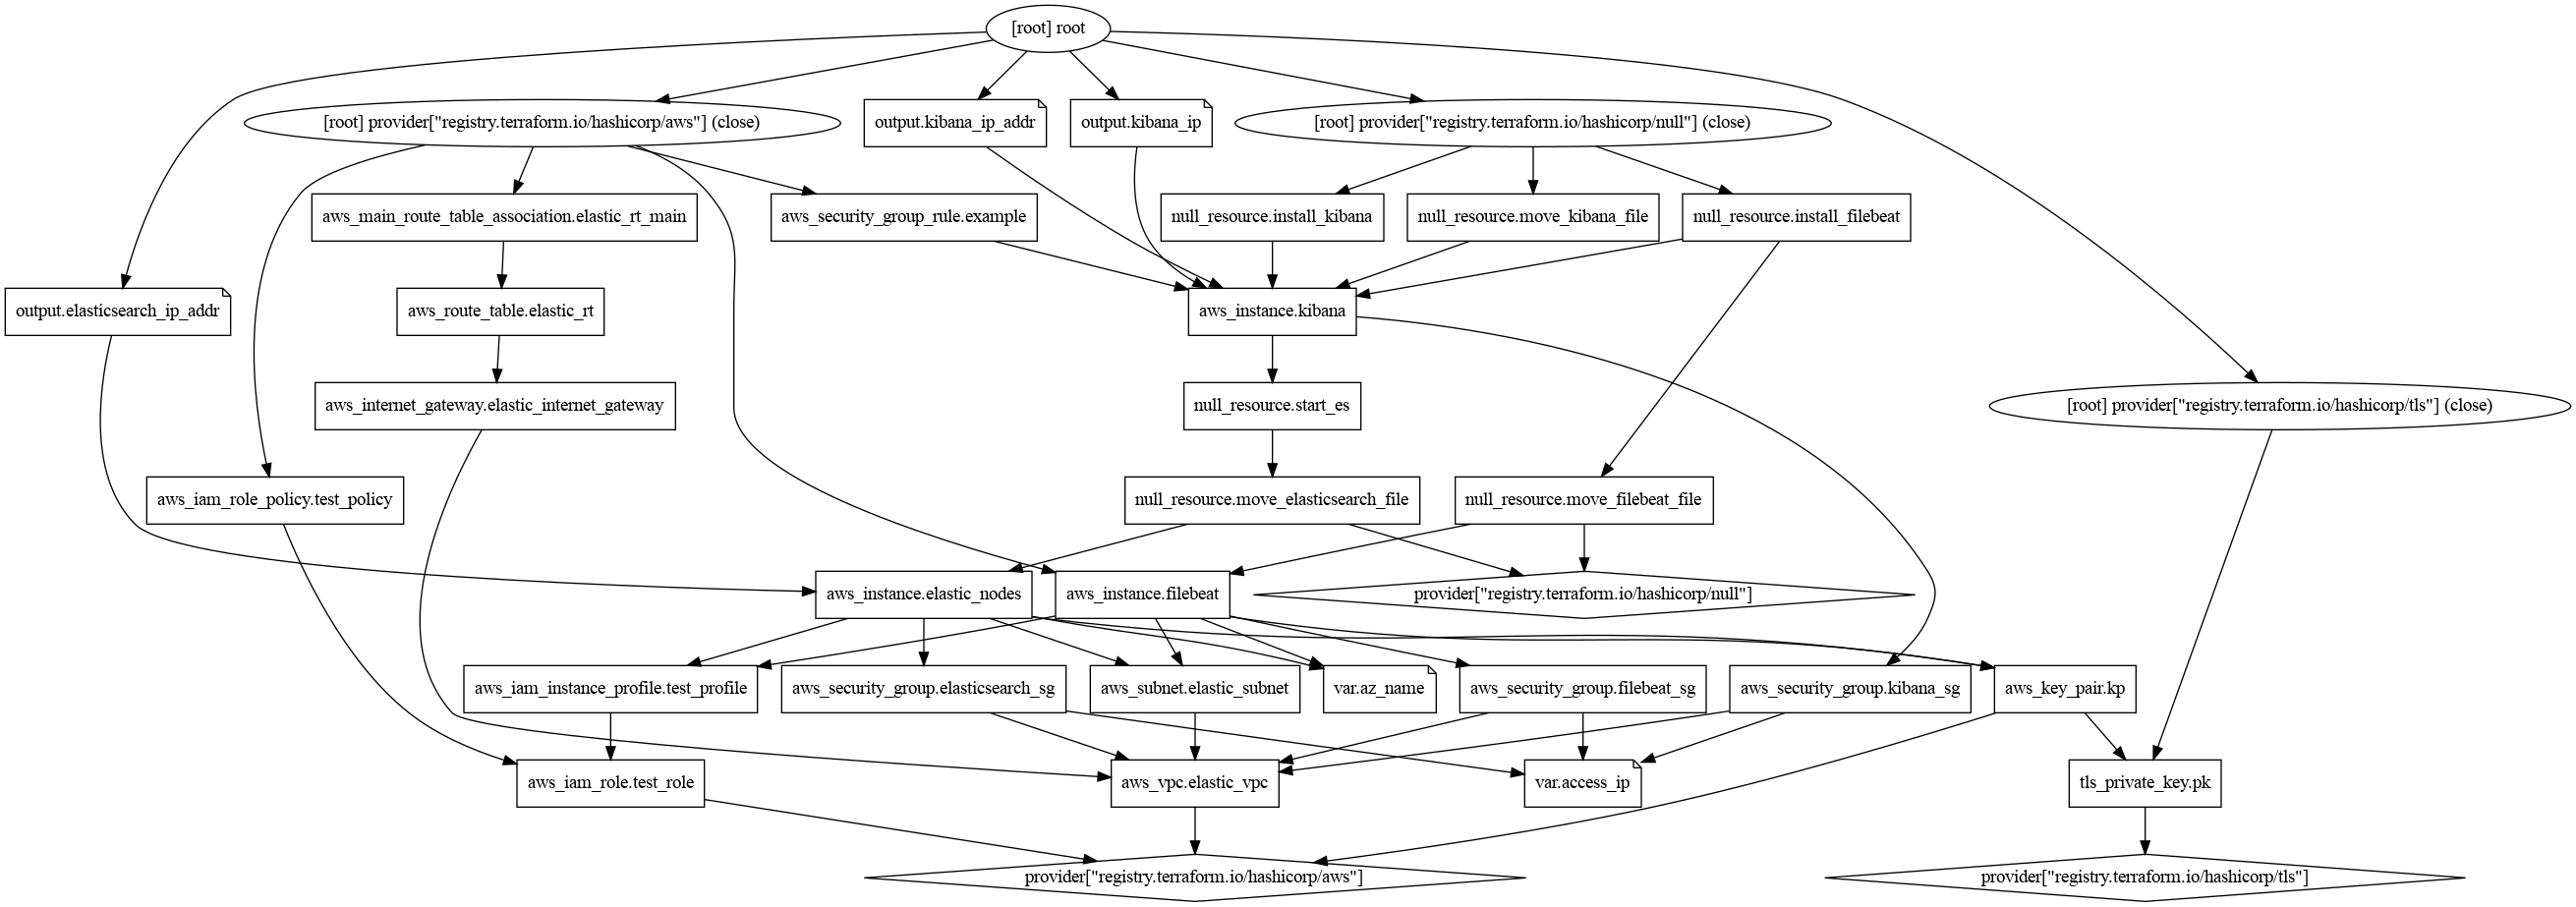 [root] root
[root] provider["registry.terraform.io/hashicorp/aws"] (close)
output.kibana_ip_addr
output.kibana_ip
[root] provider["registry.terraform.io/hashicorp/null"] (close)
aws_main_route_table_association.elastic_rt_main
aws_security_group_rule.example
null_resource.install_kibana
null_resource.move_kibana_file
null_resource.install_filebeat
output.elasticsearch_ip_addr
aws_route_table.elastic_rt
aws_instance.kibana
aws_internet_gateway.elastic_internet_gateway
null_resource.start_es
[root] provider["registry.terraform.io/hashicorp/tls"] (close)
aws_iam_role_policy.test_policy
null_resource.move_elasticsearch_file
null_resource.move_filebeat_file
aws_instance.elastic_nodes
aws_instance.filebeat
provider["registry.terraform.io/hashicorp/null"]
aws_iam_instance_profile.test_profile
aws_security_group.elasticsearch_sg
aws_subnet.elastic_subnet
var.az_name
aws_security_group.filebeat_sg
aws_security_group.kibana_sg
aws_key_pair.kp
aws_iam_role.test_role
aws_vpc.elastic_vpc
var.access_ip
tls_private_key.pk
provider["registry.terraform.io/hashicorp/aws"]
provider["registry.terraform.io/hashicorp/tls"]